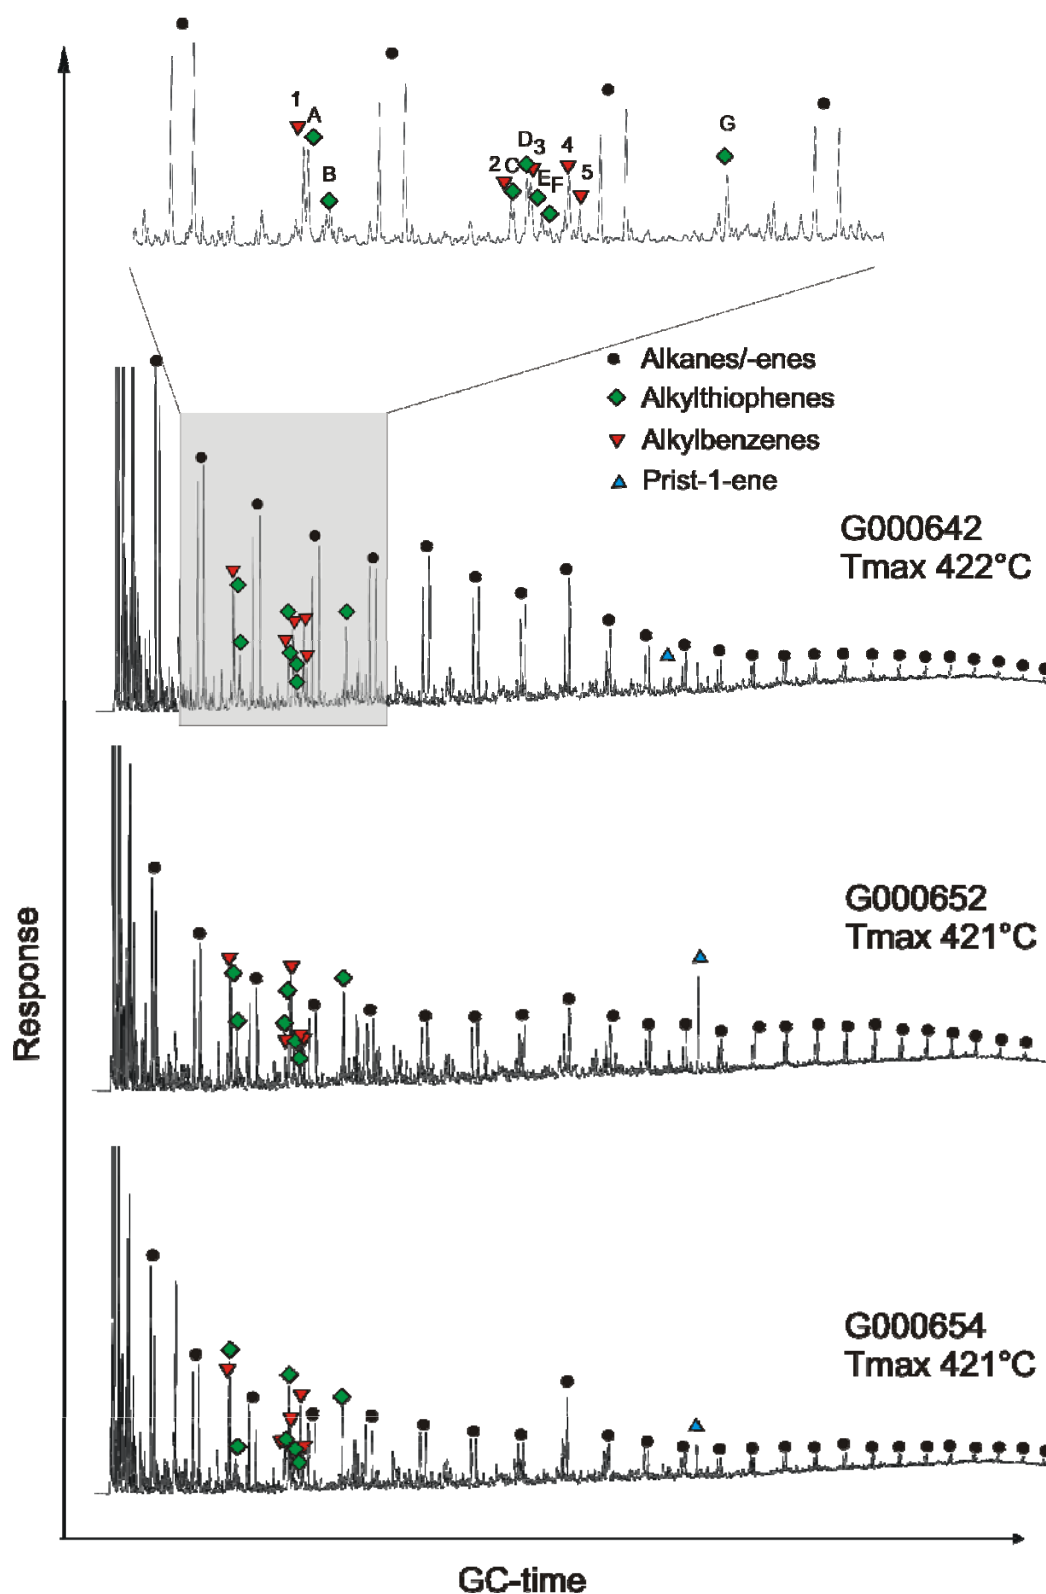 1
A
B
2 C
D 3
E F
4
5
G
Alkanes/-enes
Alkylthiophenes
Alkylbenzenes
Prist-1-ene
G000642
Tmax 422°C
G000652
Tmax 421°C
G000654
Tmax 421°C
Response
GC-time